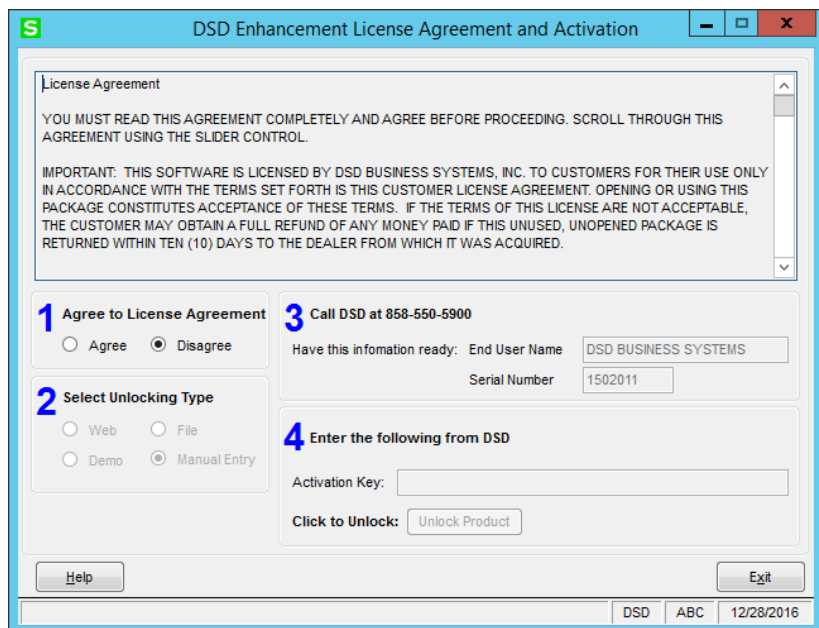 S
DSD Enhancement License Agreement and Activation
License Agreement
YOU MUST READ THIS AGREEMENT COMPLETELY AND AGREE BEFORE PROCEEDING. SCROLL THROUGH THIS
AGREEMENT USING THE SLIDER CONTROL.
IMPORTANT: THIS SOFTWARE IS LICENSED BY DSD BUSINESS SYSTEMS, INC. TO CUSTOMERS FOR THEIR USE ONLY
IN ACCORDANCE WITH THE TERMS SET FORTH IS THIS CUSTOMER LICENSE AGREEMENT. OPENING OR USING THIS
PACKAGE CONSTITUTES ACCEPTANCE OF THESE TERMS. IF THE TERMS OF THIS LICENSE ARE NOT ACCEPTABLE,
THE CUSTOMER MAY OBTAIN A FULL REFUND OF ANY MONEY PAID IF THIS UNUSED, UNOPENED PACKAGE IS
RETURNED WITHIN TEN (10) DAYS TO THE DEALER FROM WHICH IT WAS ACQUIRED.
1 Agree to License Agreement
Agree Disagree
2 Select Unlocking Type
Web File
Demo Manual Entry
3 Call DSD at 858-550-5900
Have this infomation ready: End User Name DSD BUSINESS SYSTEMS
Serial Number 1502011
4 Enter the following from DSD
Activation Key:
Click to Unlock: Unlock Product
Help Exit
DSD ABC 12/28/2016